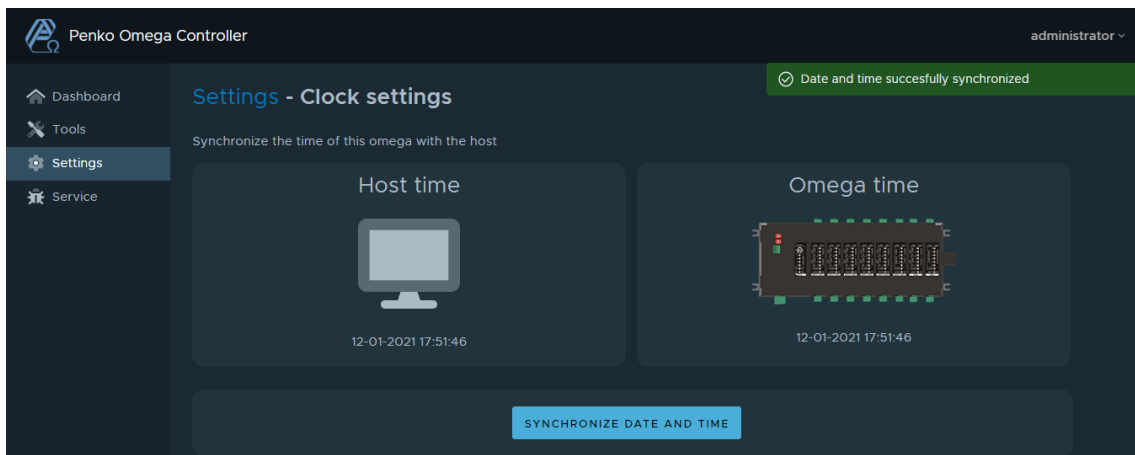 Penko Omega Controller
administrator
Date and time succesfully synchronized
Dashboard
Tools
Settings
Service
Settings - Clock settings
Synchronize the time of this omega with the host
Host time
12-01-2021 17:51:46
Omega time
12-01-2021 17:51:46
SYNCHRONIZE DATE AND TIME